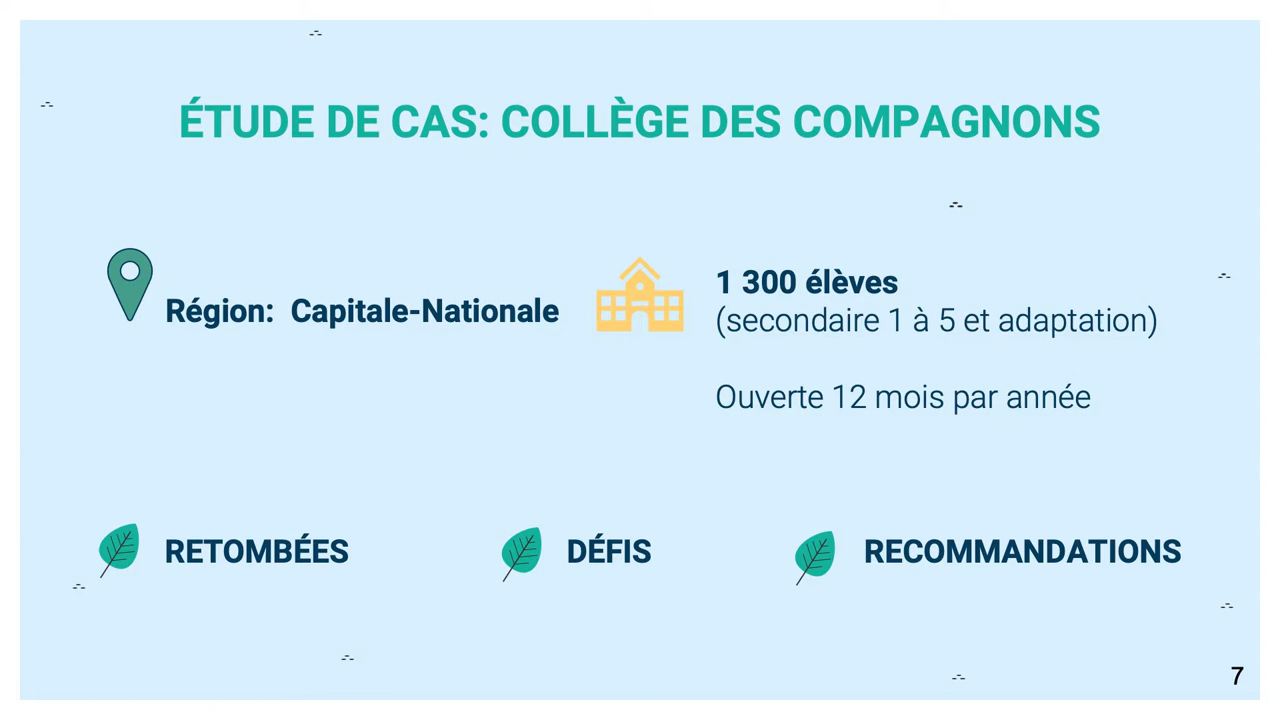 ÉTUDE DE CAS: COLLÈGE DES COMPAGNONS
Région: Capitale-Nationale
1 300 élèves
(secondaire 1 à 5 et adaptation)
Ouverte 12 mois par année
RETOMBÉES
DÉFIS
RECOMMANDATIONS
7